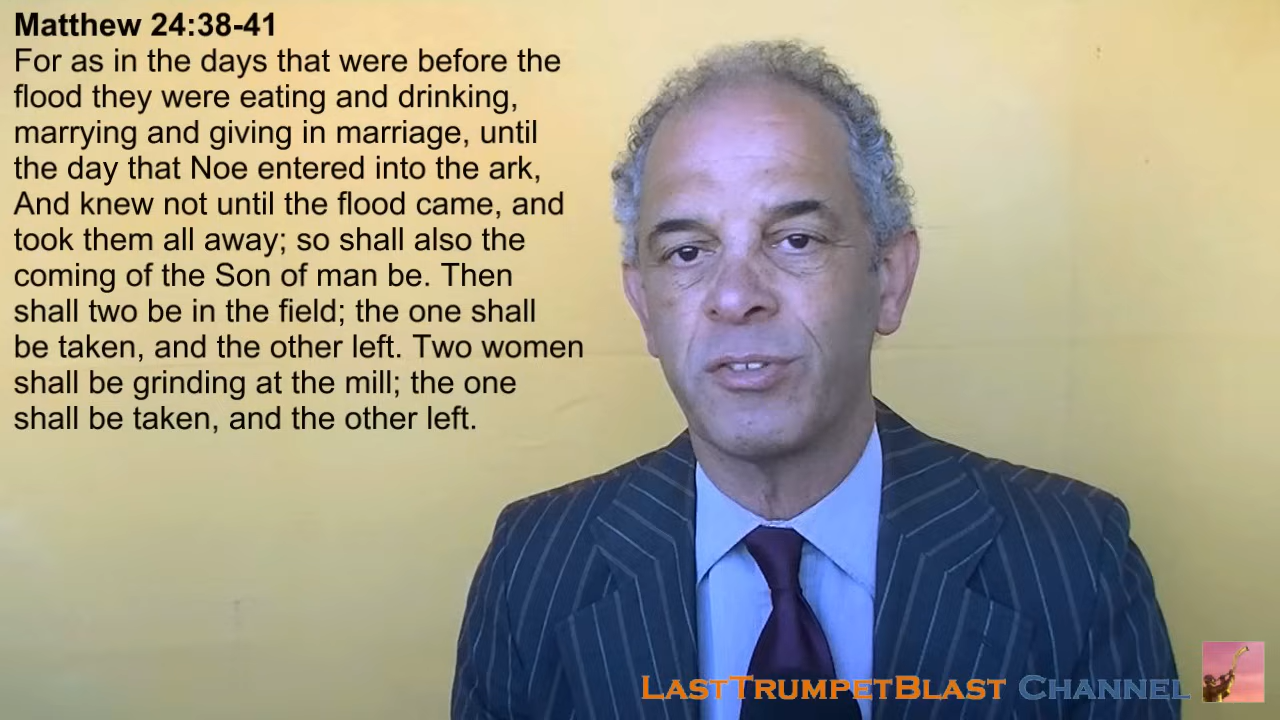 Matthew 24:38-41
For as in the days that were before the
flood they were eating and drinking,
marrying and giving in marriage, until
the day that Noe entered into the ark,
And knew not until the flood came, and
took them all away; so shall also the
coming of the Son of man be. Then
shall two be in the field; the one shall
be taken, and the other left. Two women
shall be grinding at the mill; the one
shall be taken, and the other left.
LastTrumpetBlast Channel